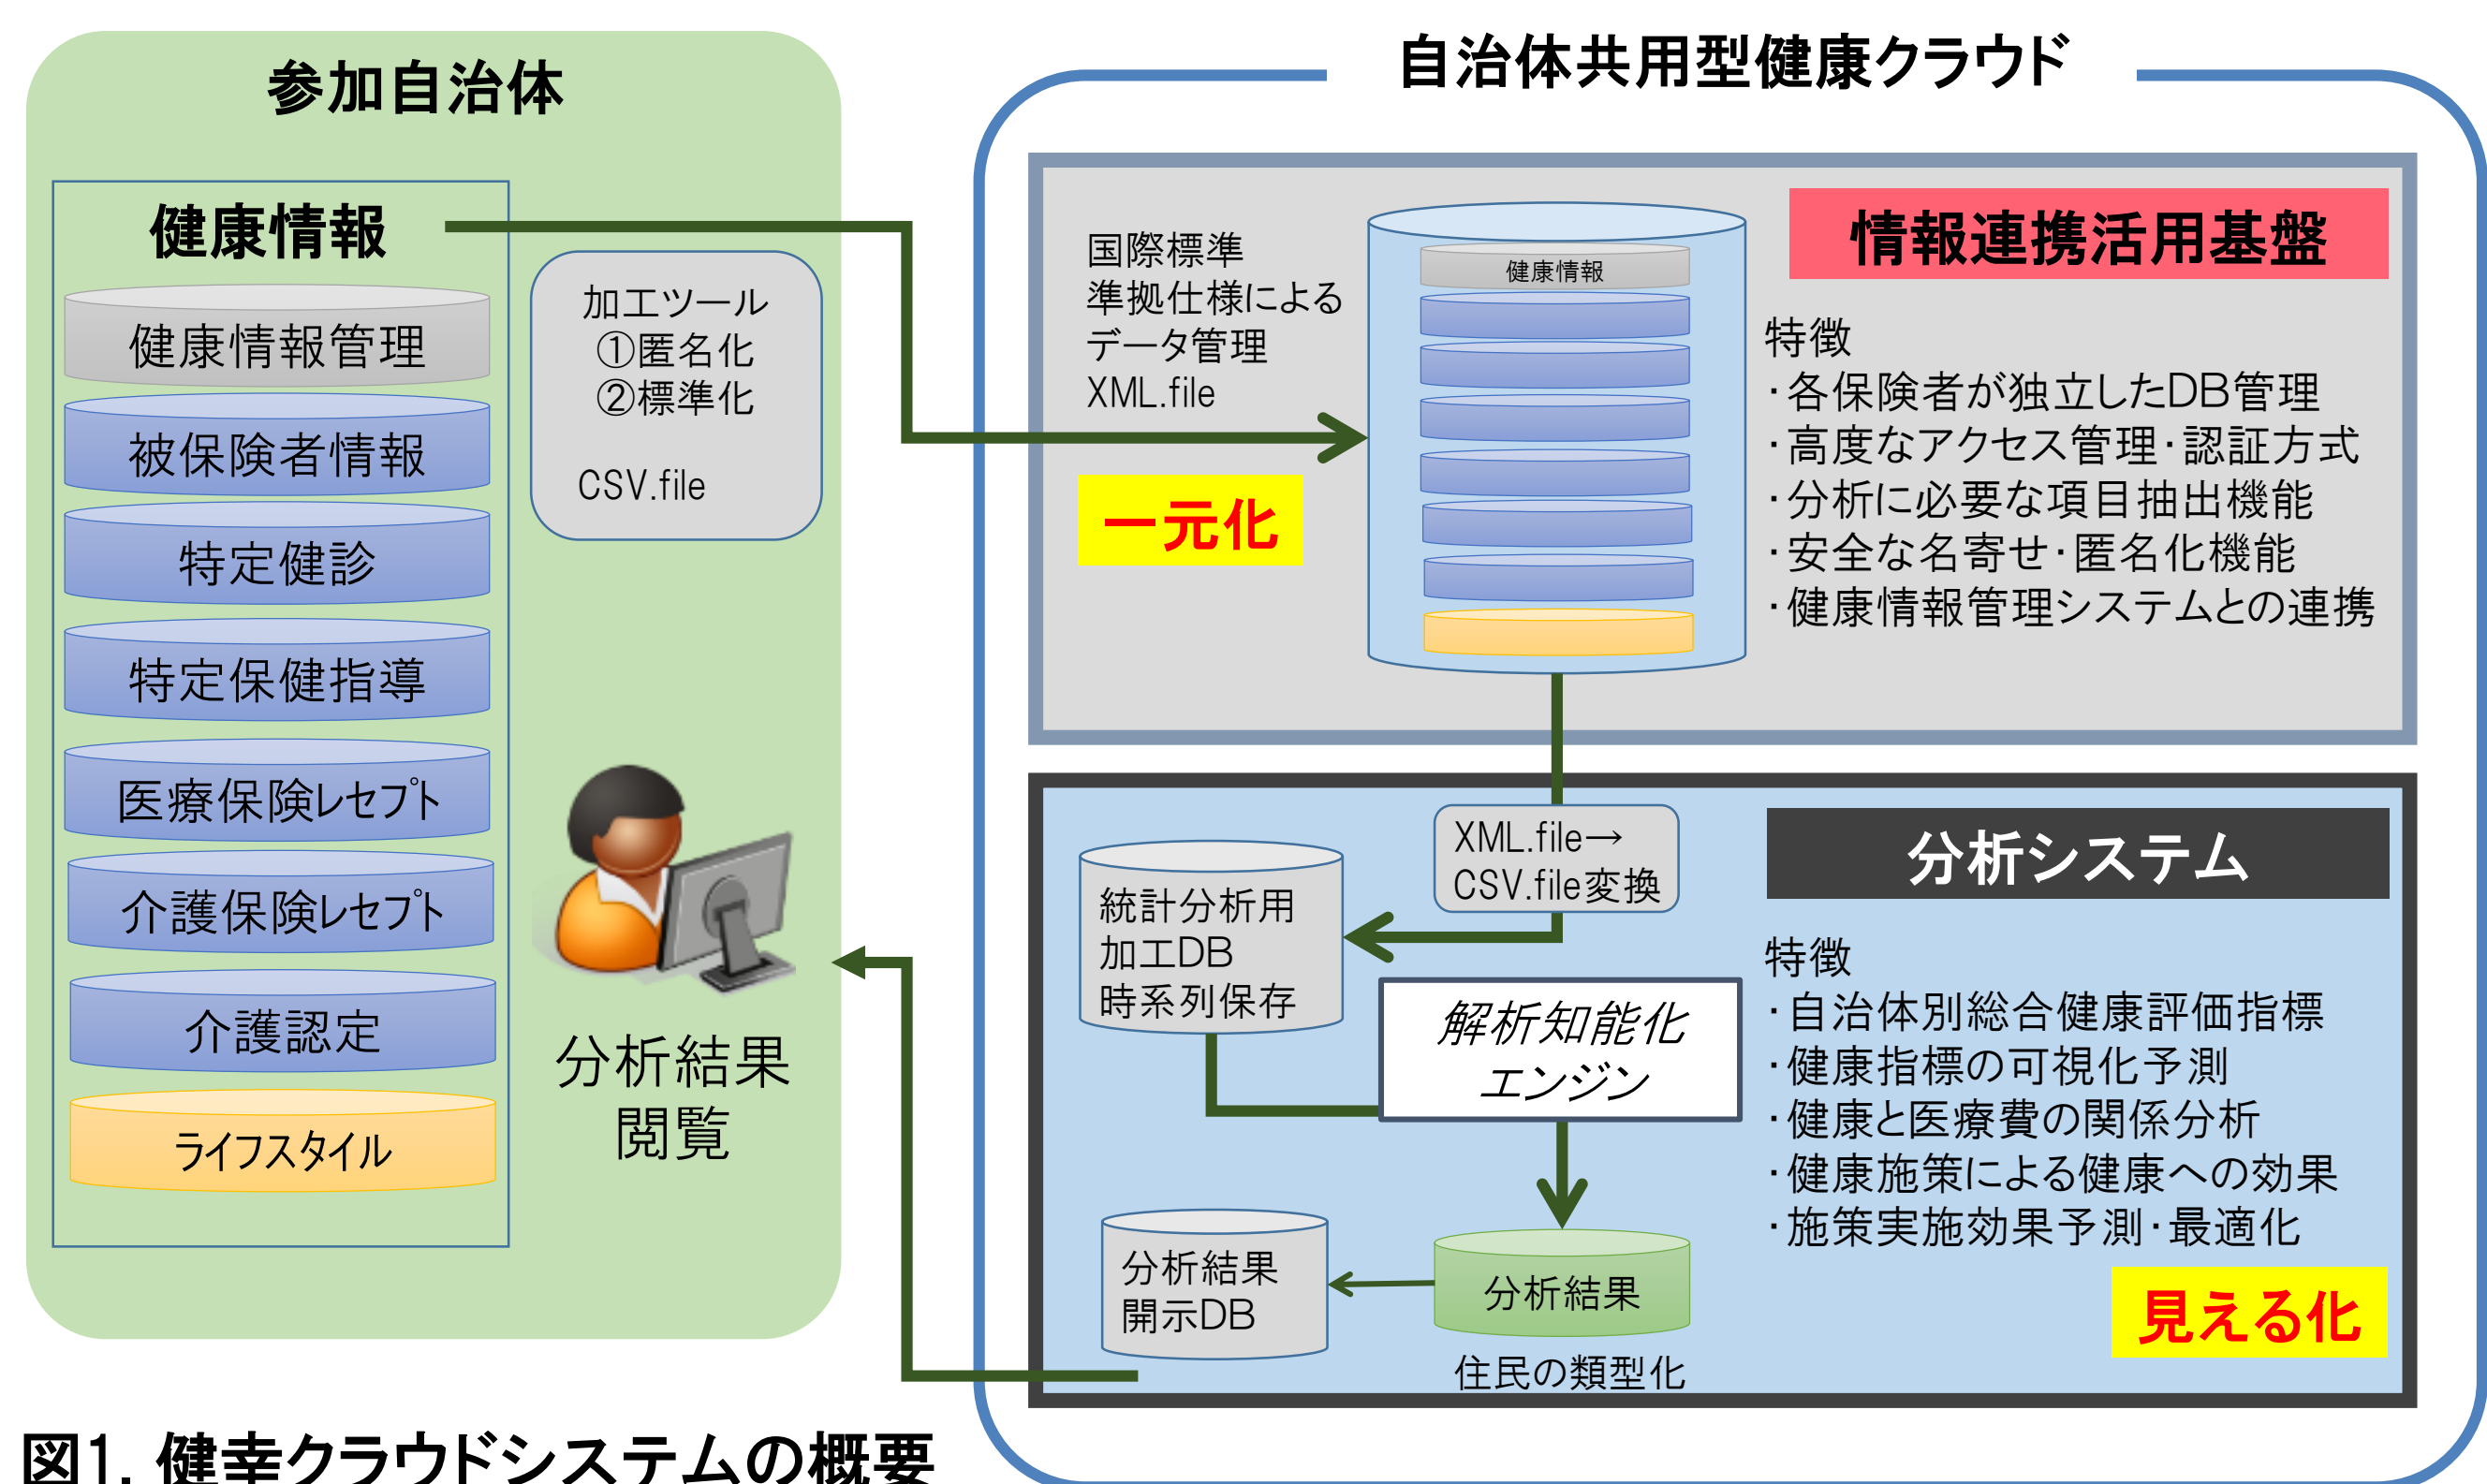 参加自治体
健康情報
健康情報管理
被保険者情報
特定健診
特定保健指導
医療保険レセプト
介護保険レセプト
介護認定
ライフスタイル
加工ツール
①匿名化
②標準化
CSV.file
分析結果
閲覧
自治体共用型健康クラウド
国際標準
準拠仕様による
データ管理
XML.file
一元化
健康情報
情報連携活用基盤
特徴
・各保険者が独立したDB管理
・高度なアクセス管理・認証方式
・分析に必要な項目抽出機能
・安全な名寄せ・匿名化機能
・健康情報管理システムとの連携
XML.file→
CSV.file変換
統計分析用
加工DB
時系列保存
解析知能化
エンジン
分析結果
開示DB
分析結果
住民の類型化
分析システム
特徴
・自治体別総合健康評価指標
・健康指標の可視化予測
・健康と医療費の関係分析
・健康施策による健康への効果
・施策実施効果予測・最適化
見える化
図1. 健幸クラウドシステムの概要